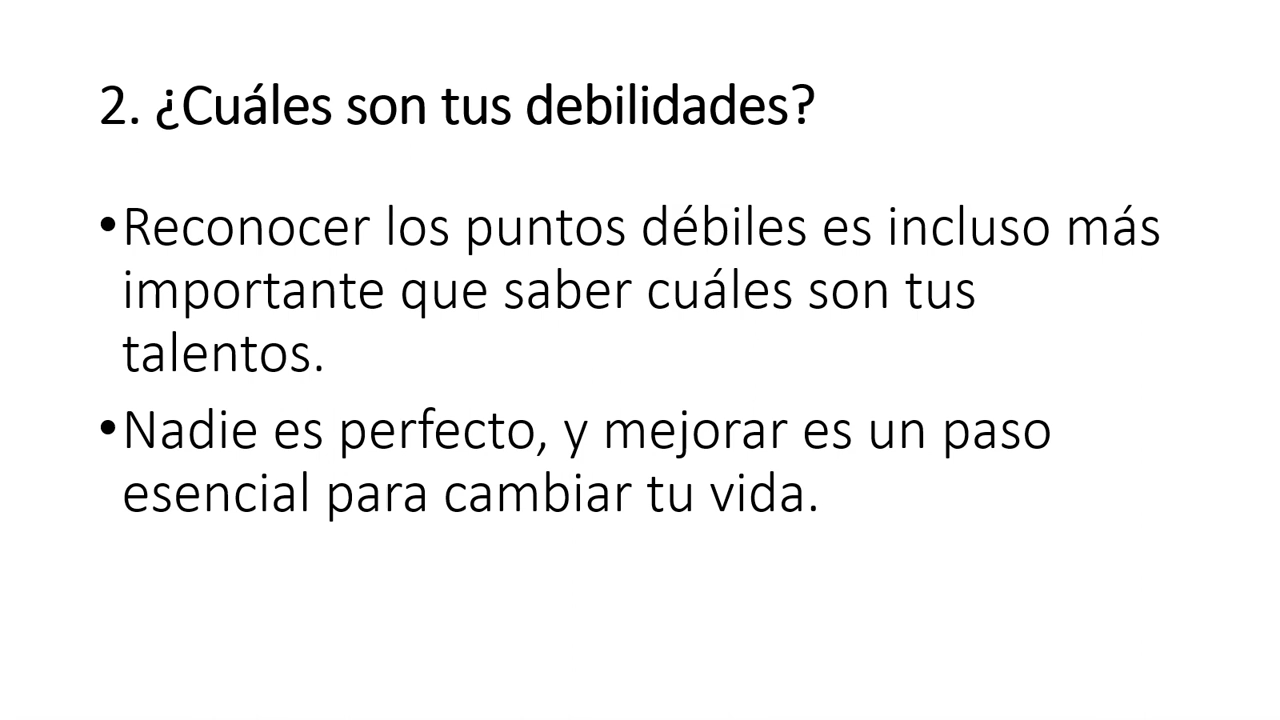 2. ¿Cuáles son tus debilidades?
•Reconocer los puntos débiles es incluso más
importante que saber cuáles son tus
talentos.
•Nadie es perfecto, y mejorar es un paso
esencial para cambiar tu vida.